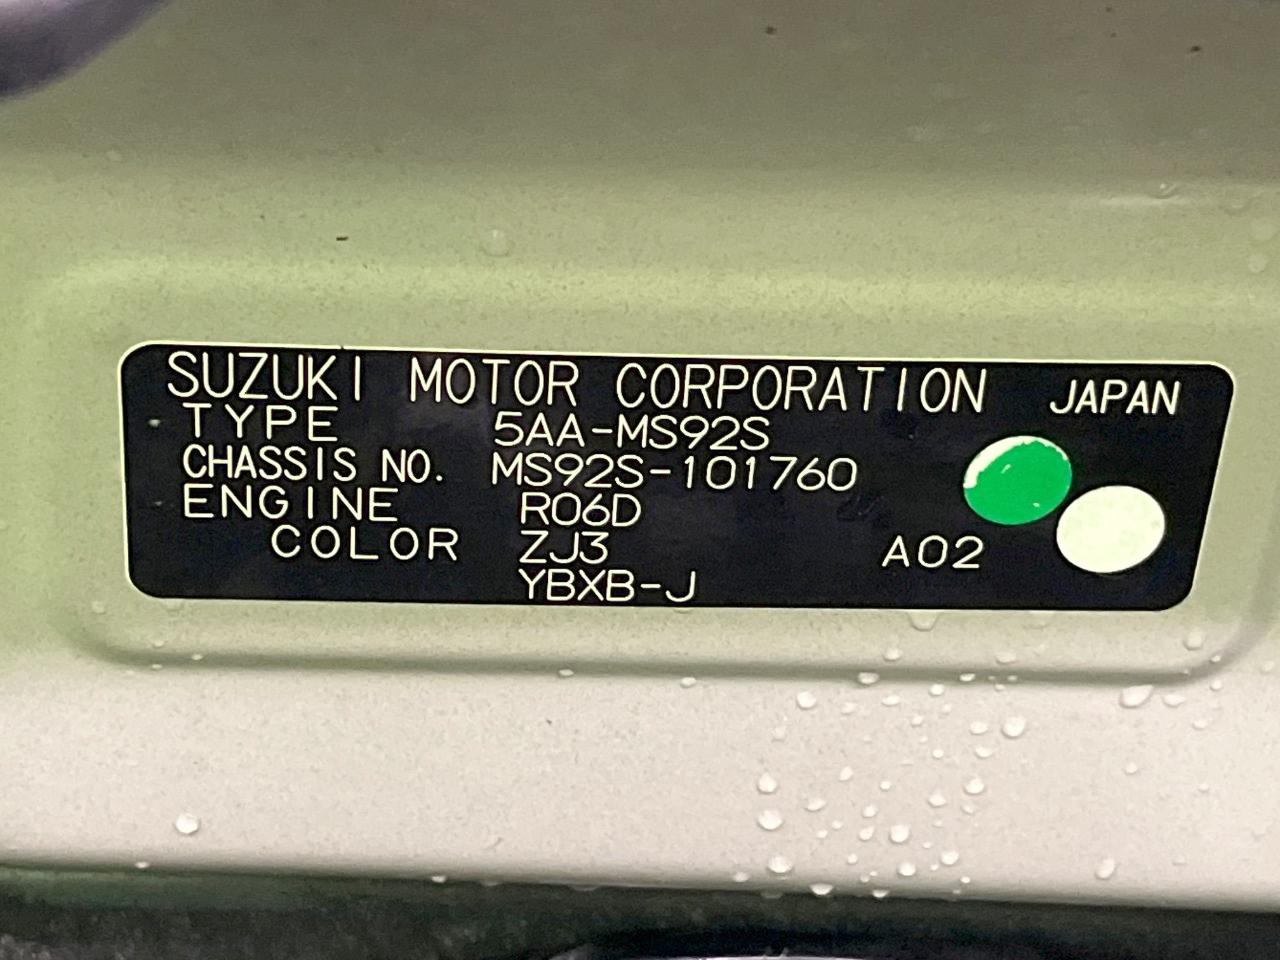 SUZUKI MOTOR CORPORATION JAPAN
TYPE 5AA-MS92S
CHASSIS NO. MS92S-101760
ENGINE R06D
COLOR ZJ3 A02
YBXB-J